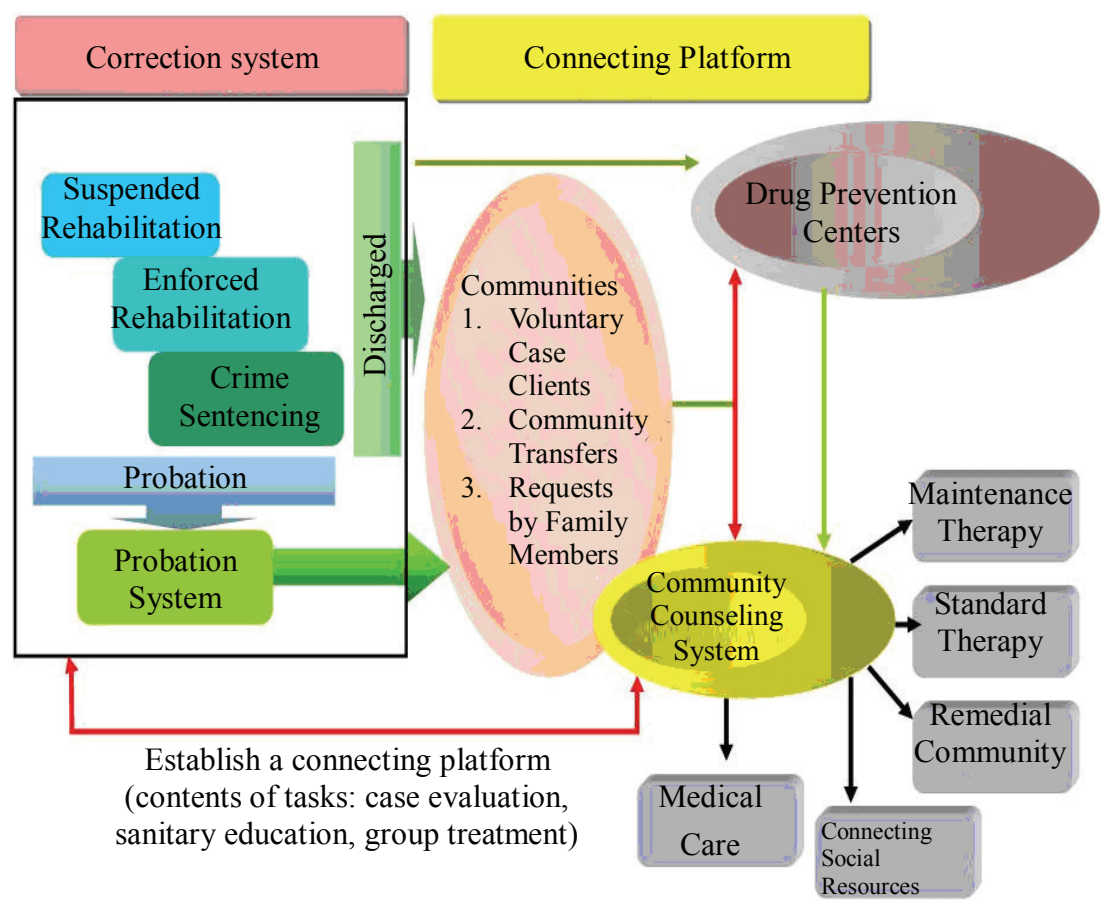 Correction system
Connecting Platform
Suspended
Rehabilitation
Enforced
Rehabilitation
Crime
Sentencing
Discharged
Probation
Probation
System
Communities
1. Voluntary
Case
Clients
2. Community
Transfers
3. Requests
by Family
Members
Drug Prevention
Centers
Community
Counseling
System
Maintenance
Therapy
Standard
Therapy
Remedial
Community
Medical
Care
Connecting
Social
Resources
Establish a connecting platform
(contents of tasks: case evaluation,
sanitary education, group treatment)